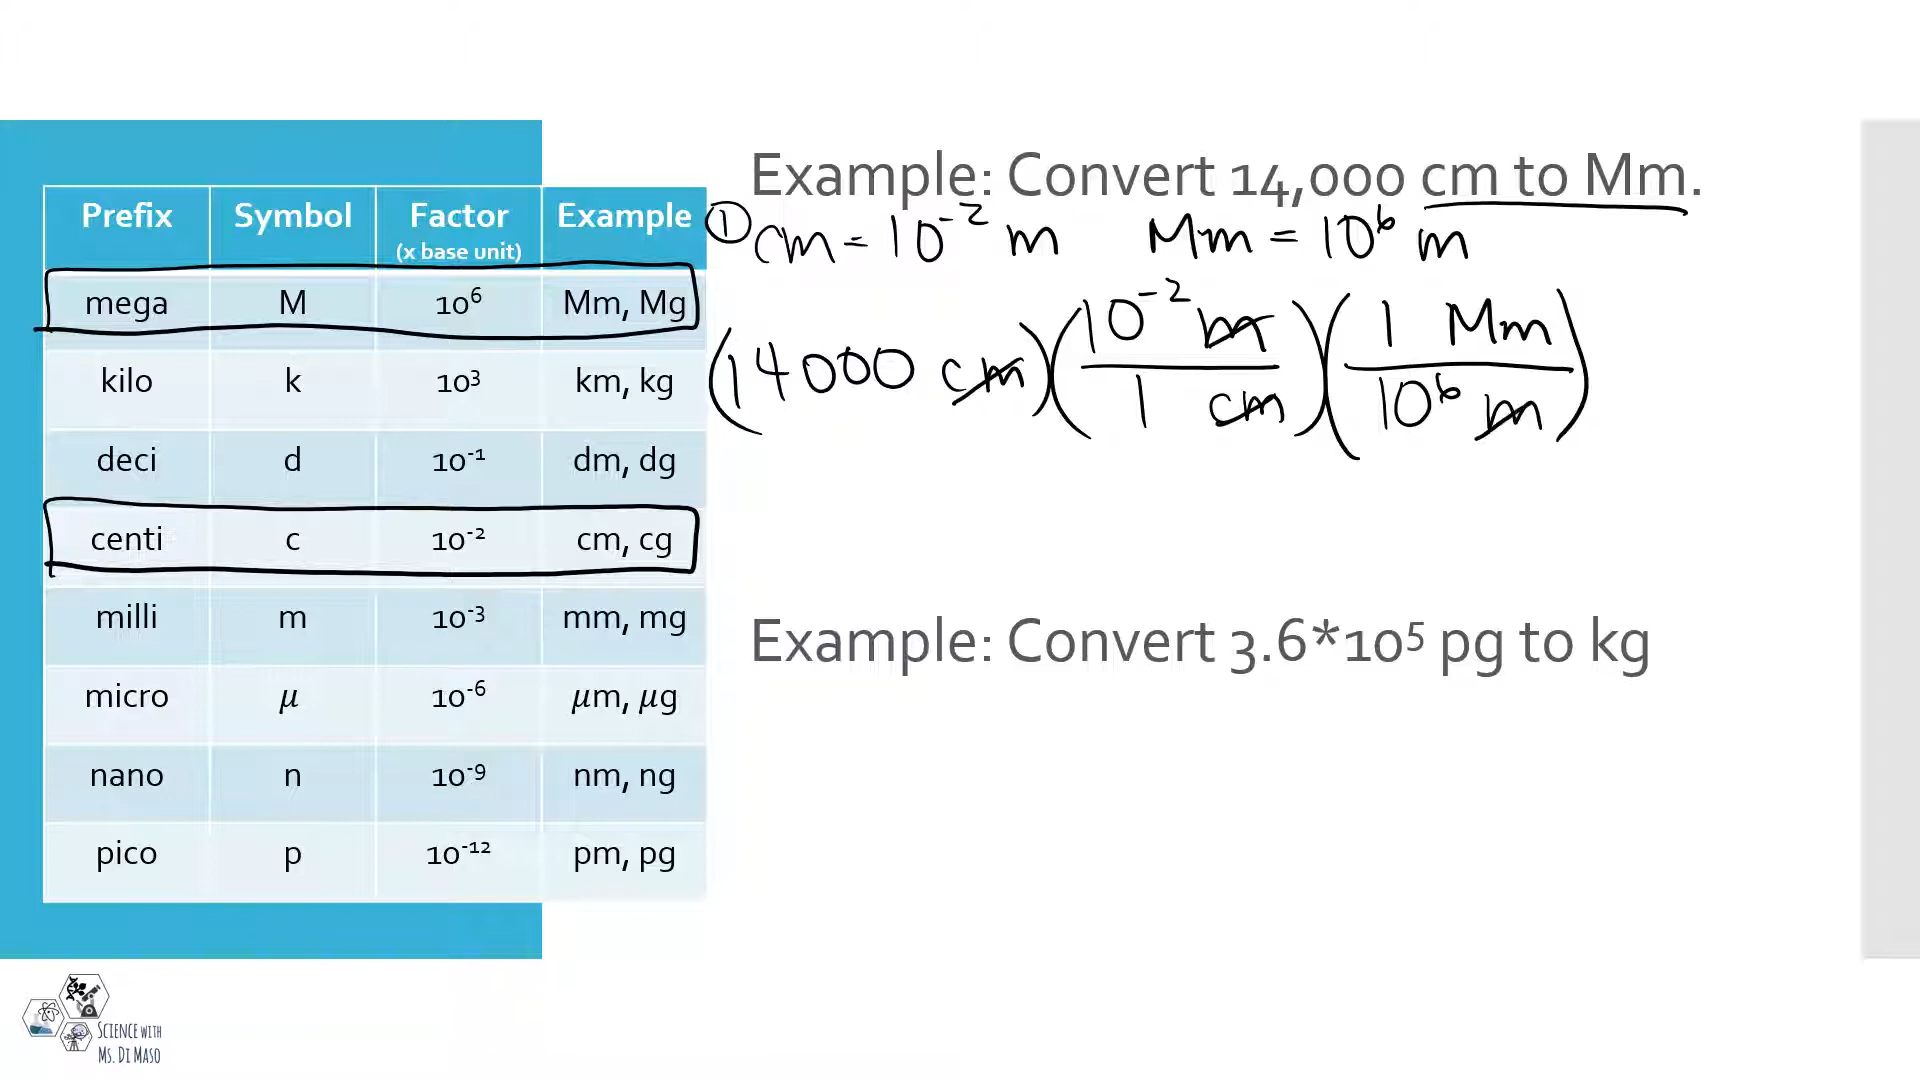 Prefix Symbol Factor Example
(x base unit)
mega M 10⁶ Mm, Mg
kilo k 10³ km, kg
deci d 10⁻¹ dm, dg
centi c 10⁻² cm, cg
milli m 10⁻³ mm, mg
micro μ 10⁻⁶ μm, μg
nano n 10⁻⁹ nm, ng
pico p 10⁻¹² pm, pg
Example: Convert 14,000 cm to Mm.
① cm = 10⁻² m Mm = 10⁶ m
(14000 cm)(10⁻² m / 1 cm)(1 Mm / 10⁶ m)
Example: Convert 3.6*10⁵ pg to kg
SCIENCE WITH
MS. DI MASO